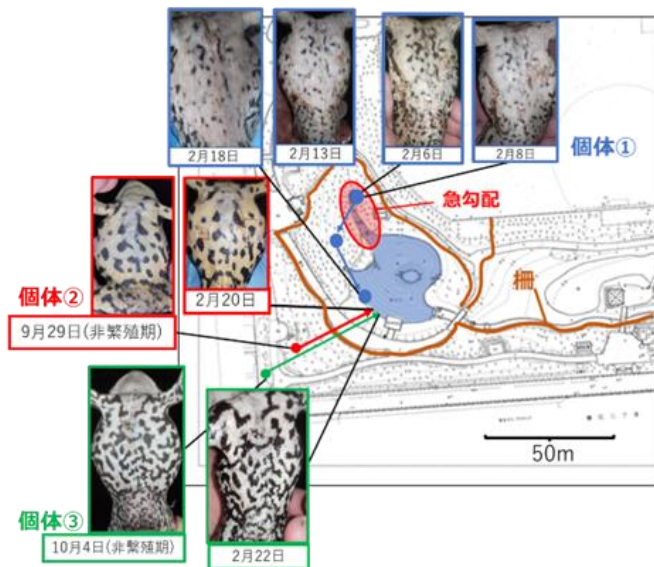 2月18日
2月13日
2月6日
2月8日
個体①
急勾配
個体②
9月29日(非繁殖期)
2月20日
柵
個体③
10月4日(非繁殖期)
2月22日
50m